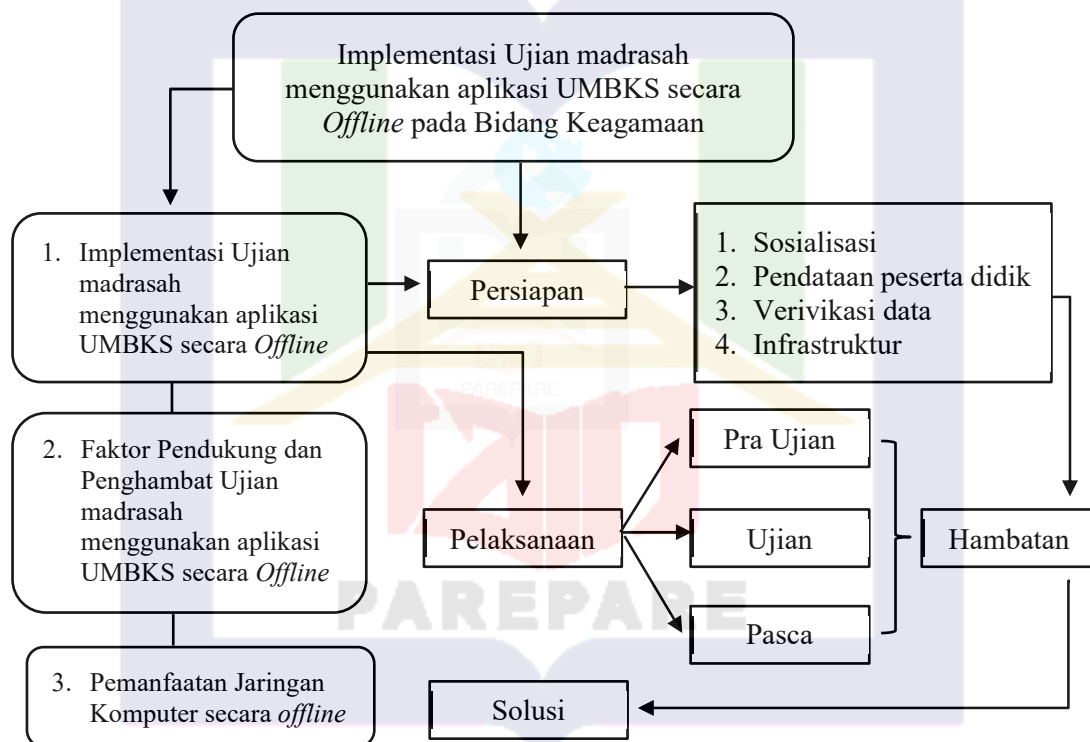 Implementasi Ujian madrasah
menggunakan aplikasi UMBKS secara
Offline pada Bidang Keagamaan
1. Implementasi Ujian
madrasah
menggunakan aplikasi
UMBKS secara Offline
Persiapan
1. Sosialisasi
2. Pendataan peserta didik
3. Verivikasi data
4. Infrastruktur
PAREPARE
2. Faktor Pendukung dan
Penghambat Ujian
madrasah
menggunakan aplikasi
UMBKS secara Offline
Pelaksanaan
Pra Ujian
Ujian
Pasca
Hambatan
PAREPARE
3. Pemanfaatan Jaringan
Komputer secara offline
Solusi